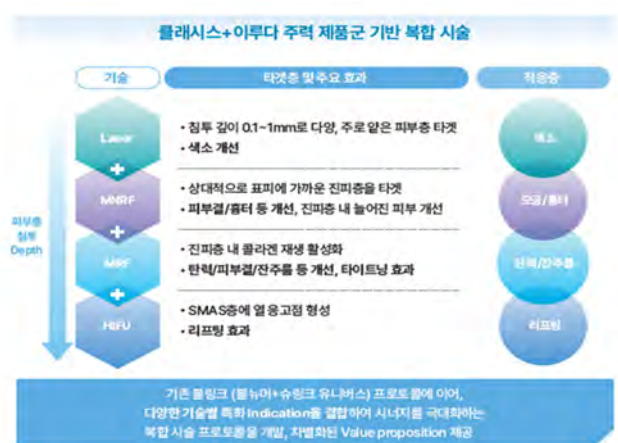 클래시스+이루다 주력 제품군 기반 복합 시술
기술
타겟층 및 주요 효과
적응증
피부층
침투
Depth
Laser
• 침투 깊이 0.1~1mm로 다양, 주로 얕은 피부층 타겟
• 색소 개선
색소
+
MNRF
• 상대적으로 표피에 가까운 진피층을 타겟
• 피부결/흉터 등 개선, 진피층 내 늘어진 피부 개선
모공/흉터
+
MRF
• 진피층 내 콜라겐 재생 활성화
• 탄력/피부결/잔주름 등 개선, 타이트닝 효과
탄력/잔주름
+
HIFU
• SMAS층에 열 응고점 형성
• 리프팅 효과
리프팅
기존 볼링크 (볼뉴머+슈링크 유니버스) 프로토콜에 이어,
다양한 기술별 특화 Indication을 결합하여 시너지를 극대화하는
복합 시술 프로토콜을 개발, 차별화된 Value proposition 제공